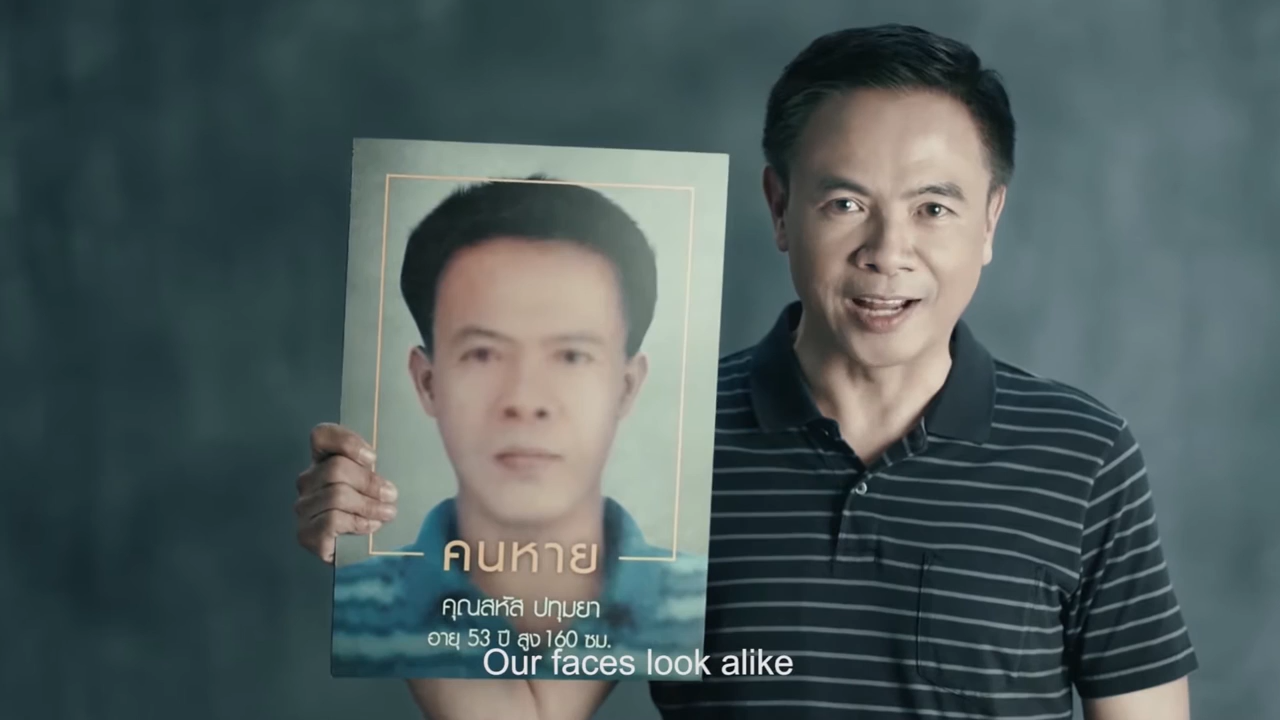 คนหาย
คุณสหัส ปทุมยา
อายุ 53 ปี สูง 160 ซม.
Our faces look alike